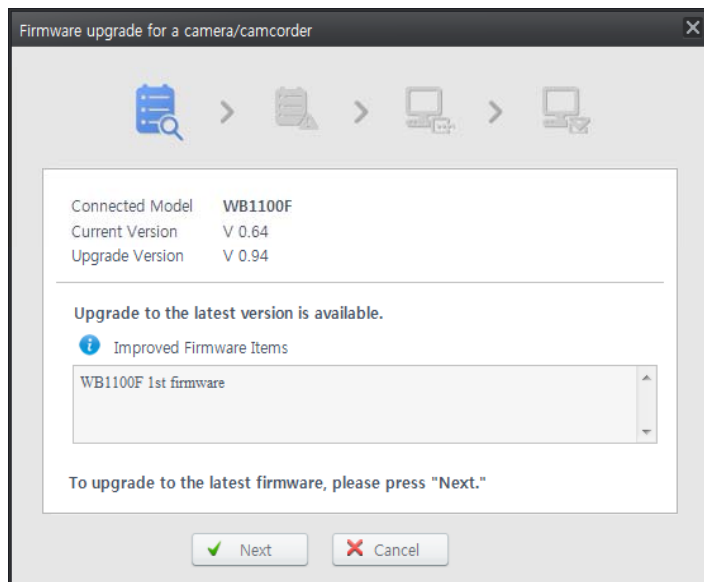 Firmware upgrade for a camera/camcorder
Connected Model WB1100F
Current Version V 0.64
Upgrade Version V 0.94
Upgrade to the latest version is available.
Improved Firmware Items
WB1100F 1st firmware
To upgrade to the latest firmware, please press "Next."
Next Cancel